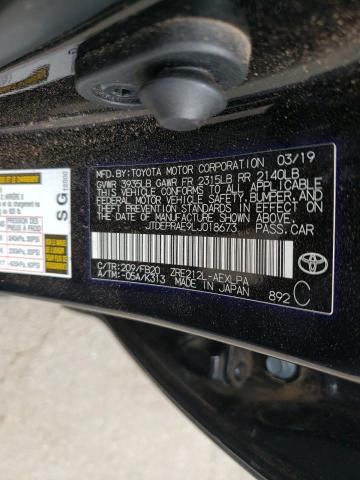 MFD.BY:TOYOTA MOTOR CORPORATION 03/19
GVWR 3935LB GAWR FR 2315LB RR 2140LB
THIS VEHICLE CONFORMS TO ALL APPLICABLE
FEDERAL MOTOR VEHICLE SAFETY, BUMPER,
AND THEFT PREVENTION STANDARDS IN
EFFECT ON THE DATE OF MANUFACTURE
SHOWN ABOVE.
JTDEPRAE9LJ018673 PASS.CAR
C/TR:209/FB20 ZRE212L-AEXLPA
A/TM:-05A/K313 MADE IN JAPAN
892 C
TOYOTA
SG